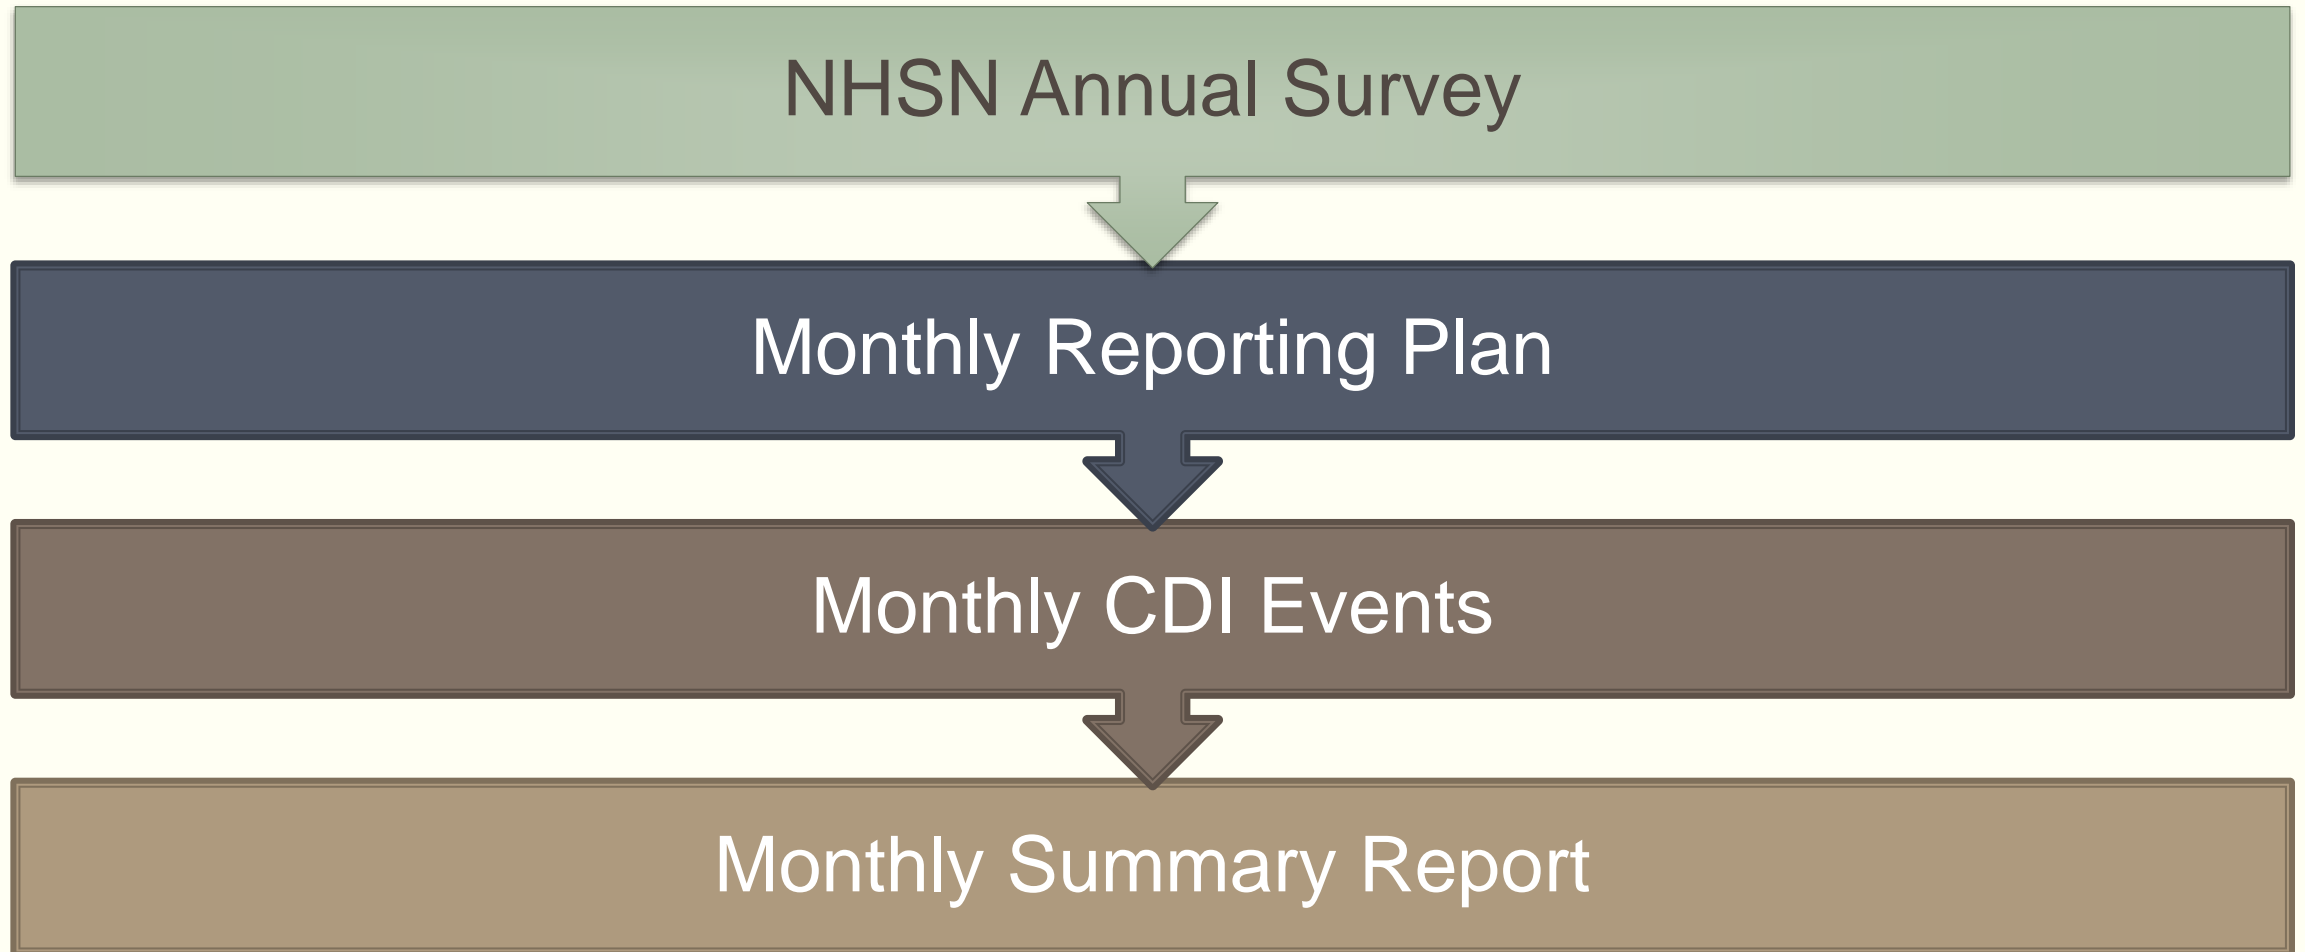 NHSN Annual Survey
Monthly Reporting Plan
Monthly CDI Events
Monthly Summary Report